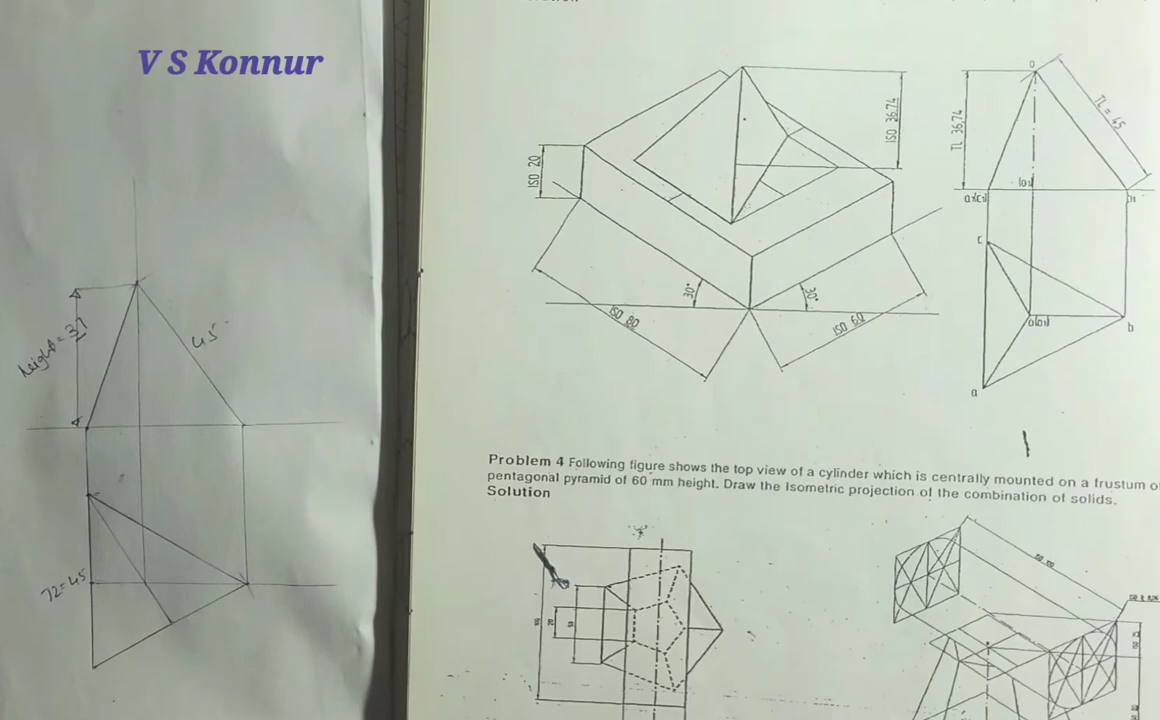 V S Konnur
ISO 20
ISO 36,74
ISO 80
30°
30°
ISO 60
o
TL 36,74
TL = 45
c
b
a
height = 37
45
72=45
Problem 4 Following figure shows the top view of a cylinder which is centrally mounted on a frustum of
pentagonal pyramid of 60 mm height. Draw the Isometric projection of the combination of solids.
Solution